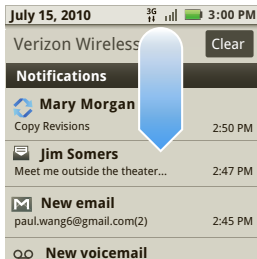 July 15, 2010 3G 3:00 PM
Verizon Wireless Clear
Notifications
Mary Morgan
Copy Revisions 2:50 PM
Jim Somers
Meet me outside the theater... 2:47 PM
New email
paul.wang6@gmail.com(2) 2:45 PM
New voicemail